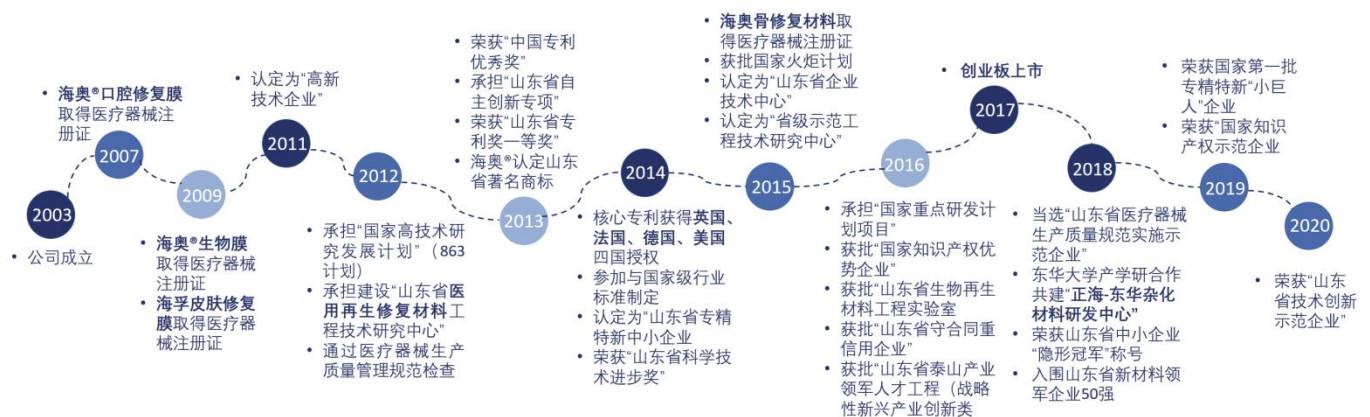 2003
• 公司成立
• 海奥®口腔修复膜
取得医疗器械注
册证
2007
2009
• 海奥®生物膜
取得医疗器械
注册证
• 海孚皮肤修复
膜取得医疗器
械注册证
• 认定为“高新
技术企业”
2011
2012
• 承担“国家高技术研
究发展计划”（863
计划）
• 承担建设“山东省医
用再生修复材料工
程技术研究中心”
• 通过医疗器械生产
质量管理规范检查
• 荣获“中国专利
优秀奖”
• 承担“山东省自
主创新专项”
• 荣获“山东省专
利奖一等奖”
• 海奥®认定山东
省著名商标
2013
2014
• 核心专利获得英国、
法国、德国、美国
四国授权
• 参加与国家级行业
标准制定
• 认定为“山东省专精
特新中小企业
• 荣获“山东省科学技
术进步奖”
• 海奥骨修复材料取
得医疗器械注册证
• 获批国家火炬计划
• 认定为“山东省企业
技术中心”
• 认定为“省级示范工
程技术研究中心”
2015
2016
• 承担“国家重点研发计
划项目”
• 获批“国家知识产权优
势企业”
• 获批“山东省生物再生
材料工程实验室
• 获批“山东省守合同重
信用企业”
• 获批“山东省泰山产业
领军人才工程（战略
性新兴产业创新类
• 创业板上市
2017
2018
• 当选“山东省医疗器械
生产质量规范实施示
范企业”
• 东华大学产学研合作
共建“正海-东华杂化
材料研发中心”
• 荣获山东省中小企业
“隐形冠军”称号
• 入围山东省新材料领
军企业50强
• 荣获国家第一批
专精特新“小巨
人”企业
• 荣获“国家知识
产权示范企业
2019
2020
• 荣获“山东
省技术创新
示范企业”